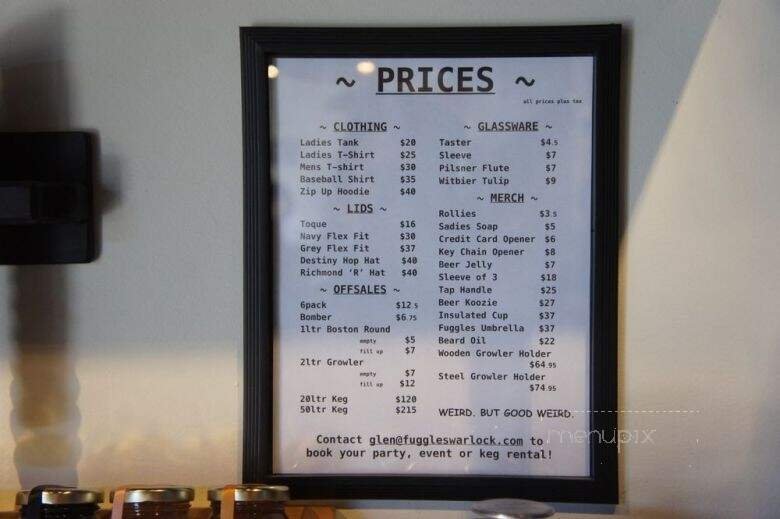 ~ PRICES ~
all prices plus tax
~ CLOTHING ~
Ladies Tank $20
Ladies T-Shirt $25
Mens T-shirt $30
Baseball Shirt $35
Zip Up Hoodie $40
~ LIDS ~
Toque $16
Navy Flex Fit $30
Grey Flex Fit $37
Destiny Hop Hat $40
Richmond 'R' Hat $40
~ OFFSALES ~
6pack $12.5
Bomber $6.75
1ltr Boston Round
empty $5
fill up $7
2ltr Growler
empty $7
fill up $12
20ltr Keg $120
50ltr Keg $215
~ GLASSWARE ~
Taster $4.5
Sleeve $7
Pilsner Flute $7
Witbier Tulip $9
~ MERCH ~
Rollies $3.5
Sadies Soap $5
Credit Card Opener $6
Key Chain Opener $8
Beer Jelly $7
Sleeve of 3 $18
Tap Handle $25
Beer Koozie $27
Insulated Cup $37
Fuggles Umbrella $37
Beard Oil $22
Wooden Growler Holder
$64.95
Steel Growler Holder
$74.95
WEIRD. BUT GOOD WEIRD.
Contact glen@fuggleswarlock.com to
book your party, event or keg rental!
menupix